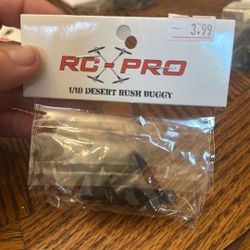 3.99
RC-PRO
1/18 DESERT RUSH BUGGY